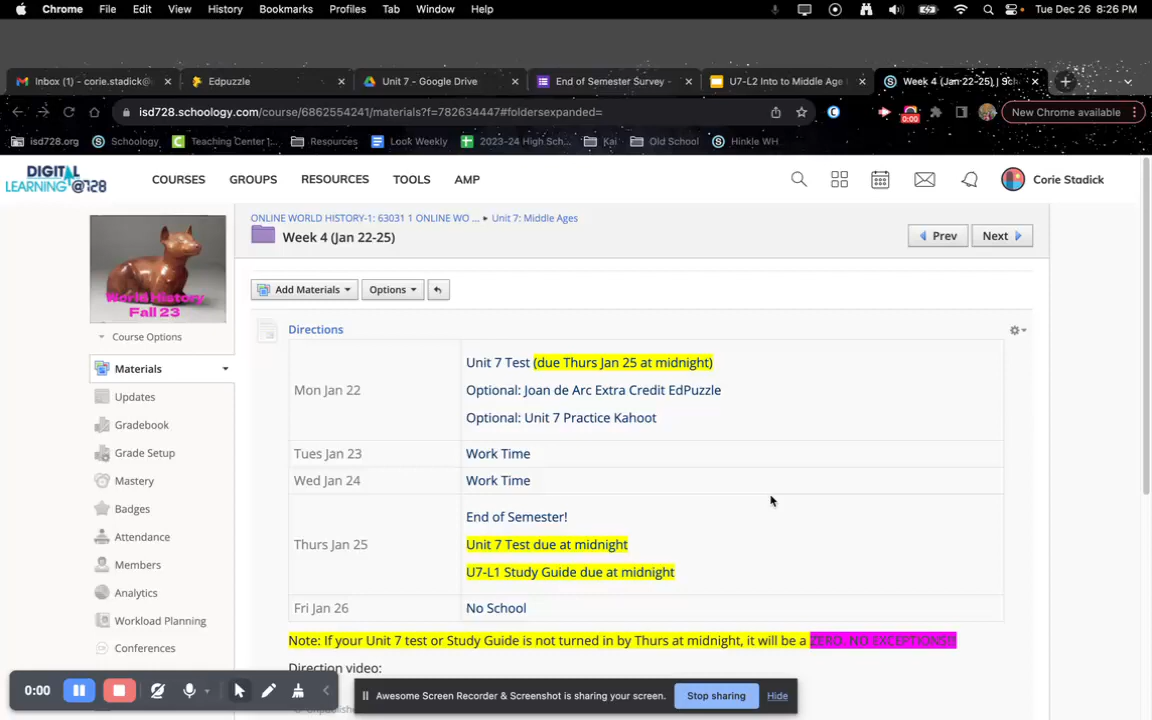 Chrome File Edit View History Bookmarks Profiles Tab Window Help Tue Dec 26 8:26 PM
Inbox (1) - corie.stadick@ Edpuzzle Unit 7 - Google Drive End of Semester Survey - U7-L2 Into to Middle Age Week 4 (Jan 22-25) | Sch
isd728.schoology.com/course/6862554241/materials?f=782634447#foldersexpanded= 0:00 New Chrome available
isd728.org Schoology Teaching Center |... Resources Look Weekly 2023-24 High Sch... Kai Old School Hinkle WH
DIGITAL LEARNING@728
COURSES GROUPS RESOURCES TOOLS AMP Corie Stadick
World History
Fall 23
Course Options
Materials
Updates
Gradebook
Grade Setup
Mastery
Badges
Attendance
Members
Analytics
Workload Planning
Conferences
ONLINE WORLD HISTORY-1: 63031 1 ONLINE WO ... ▸ Unit 7: Middle Ages
Week 4 (Jan 22-25)
Prev Next
Add Materials Options
Directions
Mon Jan 22
Unit 7 Test (due Thurs Jan 25 at midnight)
Optional: Joan de Arc Extra Credit EdPuzzle
Optional: Unit 7 Practice Kahoot
Tues Jan 23 Work Time
Wed Jan 24 Work Time
Thurs Jan 25
End of Semester!
Unit 7 Test due at midnight
U7-L1 Study Guide due at midnight
Fri Jan 26 No School
Note: If your Unit 7 test or Study Guide is not turned in by Thurs at midnight, it will be a ZERO. NO EXCEPTIONS!!!
Direction video:
0:00
Awesome Screen Recorder & Screenshot is sharing your screen. Stop sharing Hide